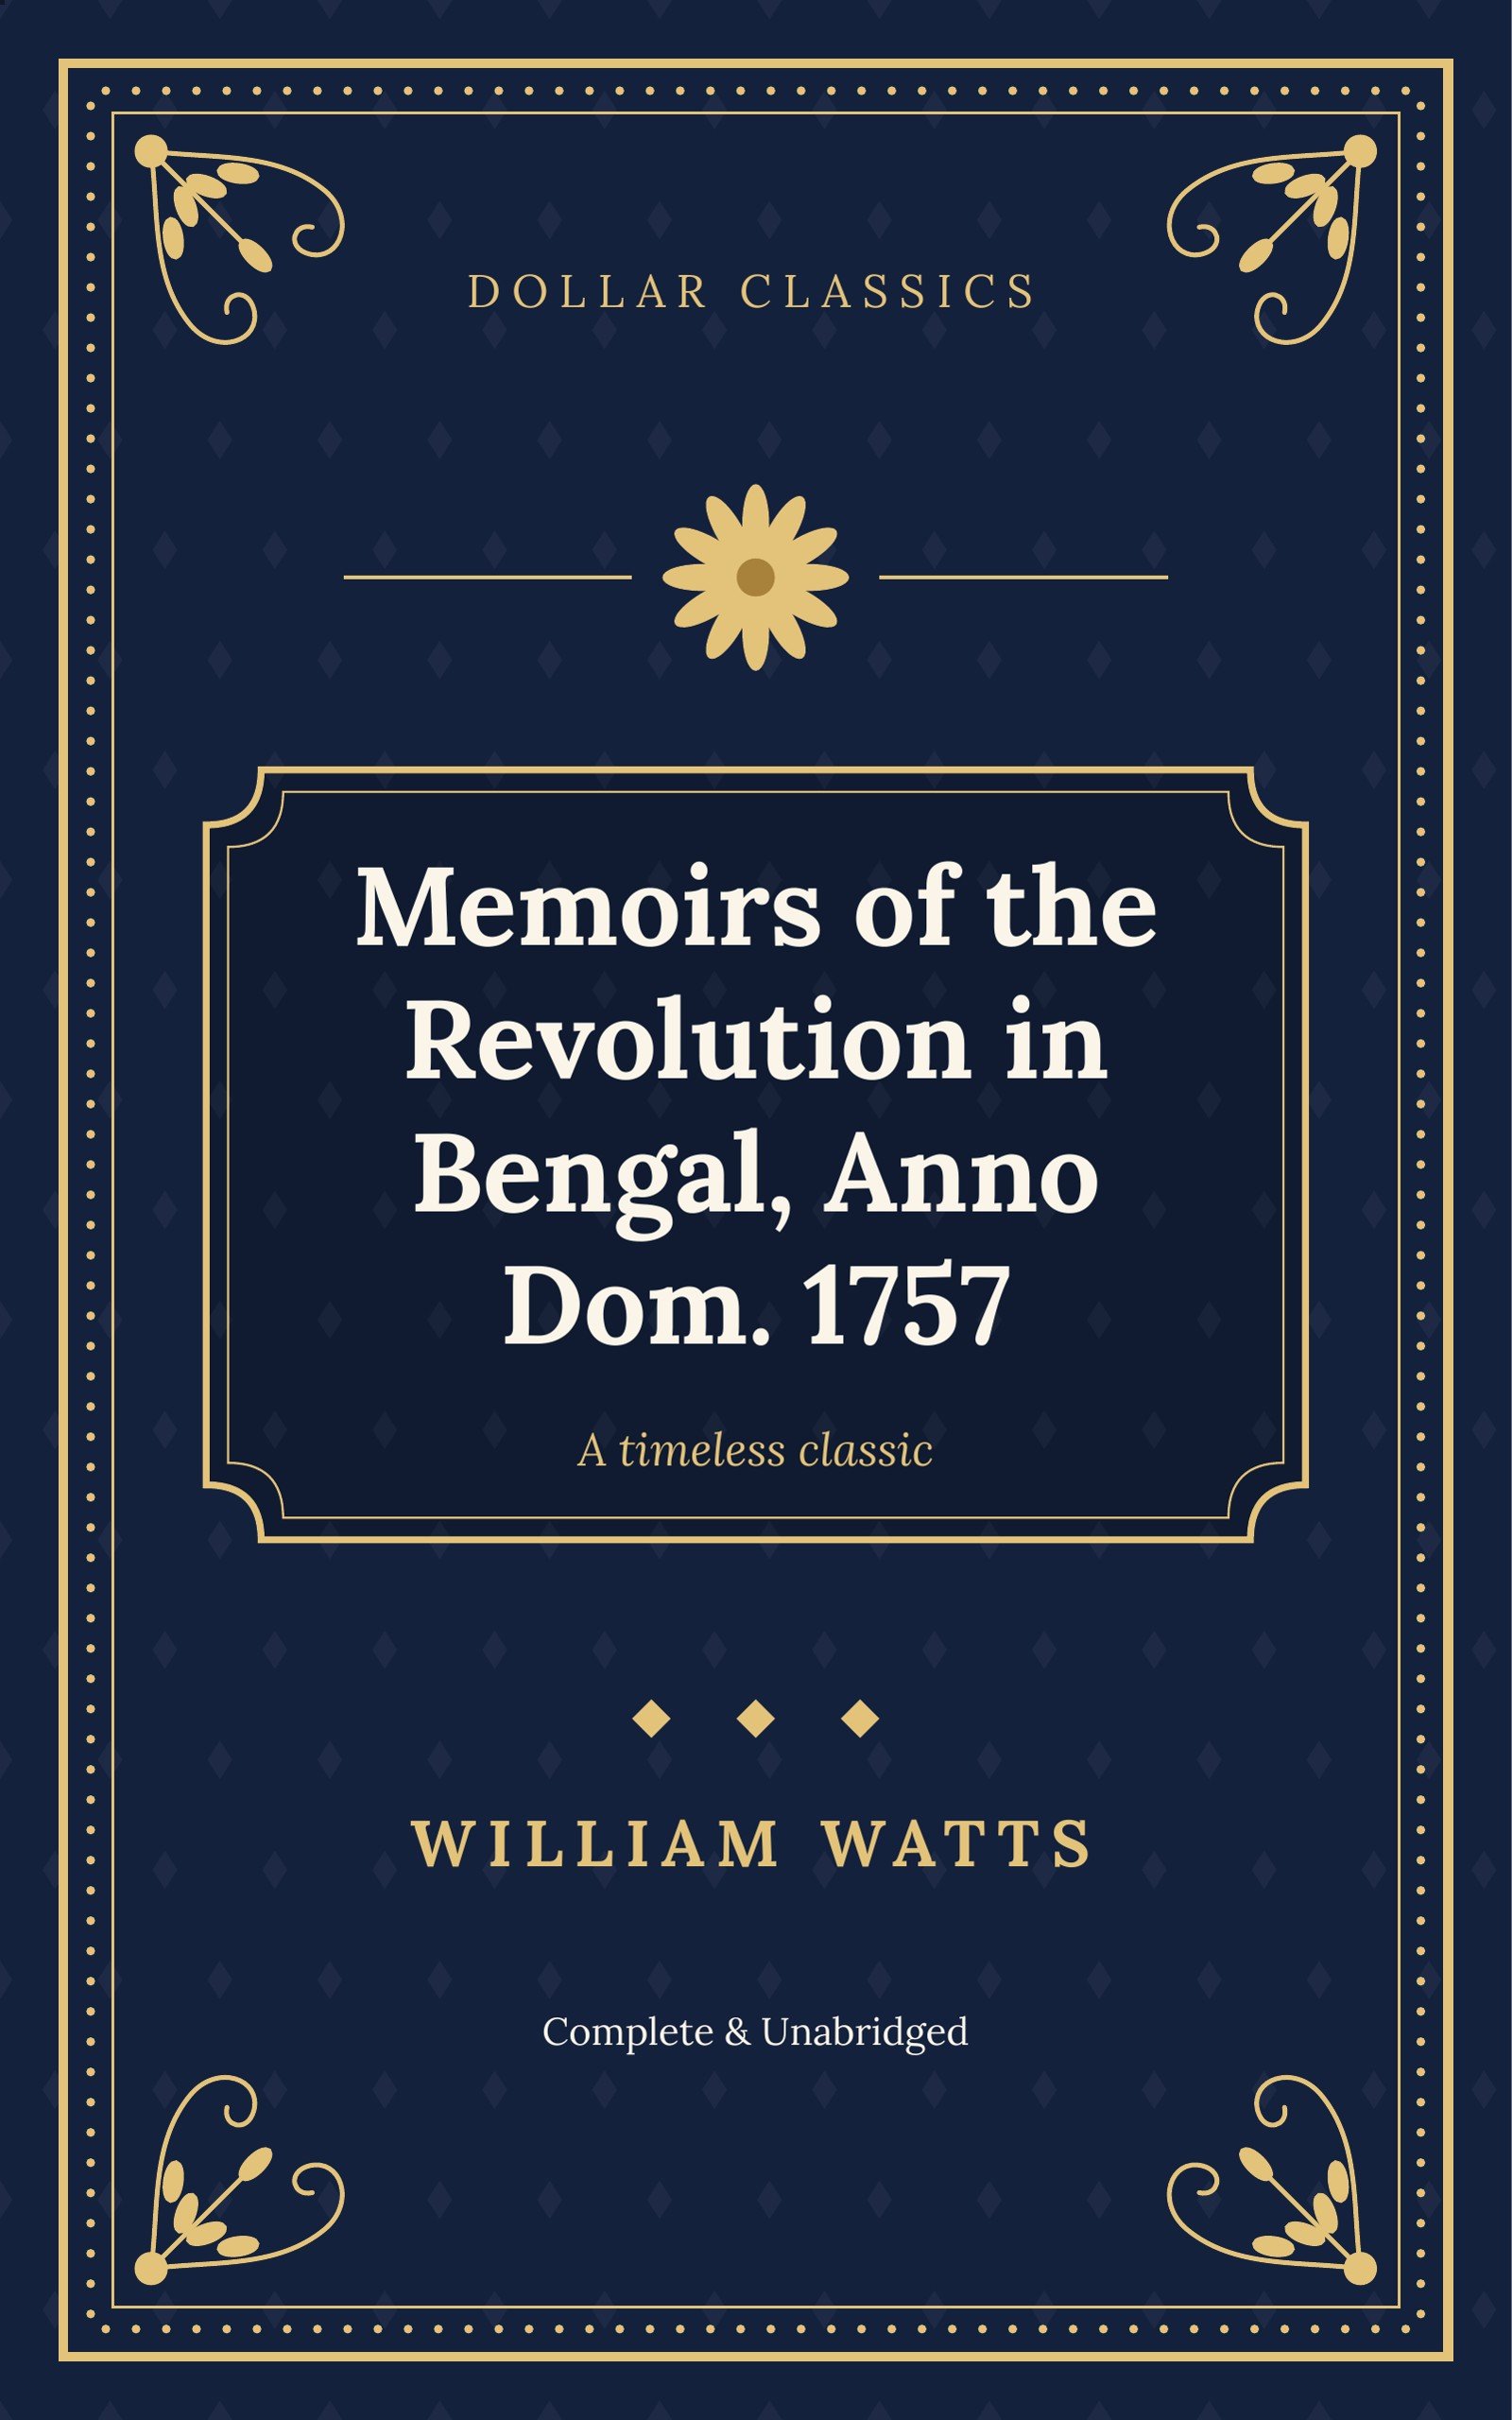 DOLLAR CLASSICS
Memoirs of the
Revolution in
Bengal, Anno
Dom. 1757
A timeless classic
WILLIAM WATTS
Complete & Unabridged